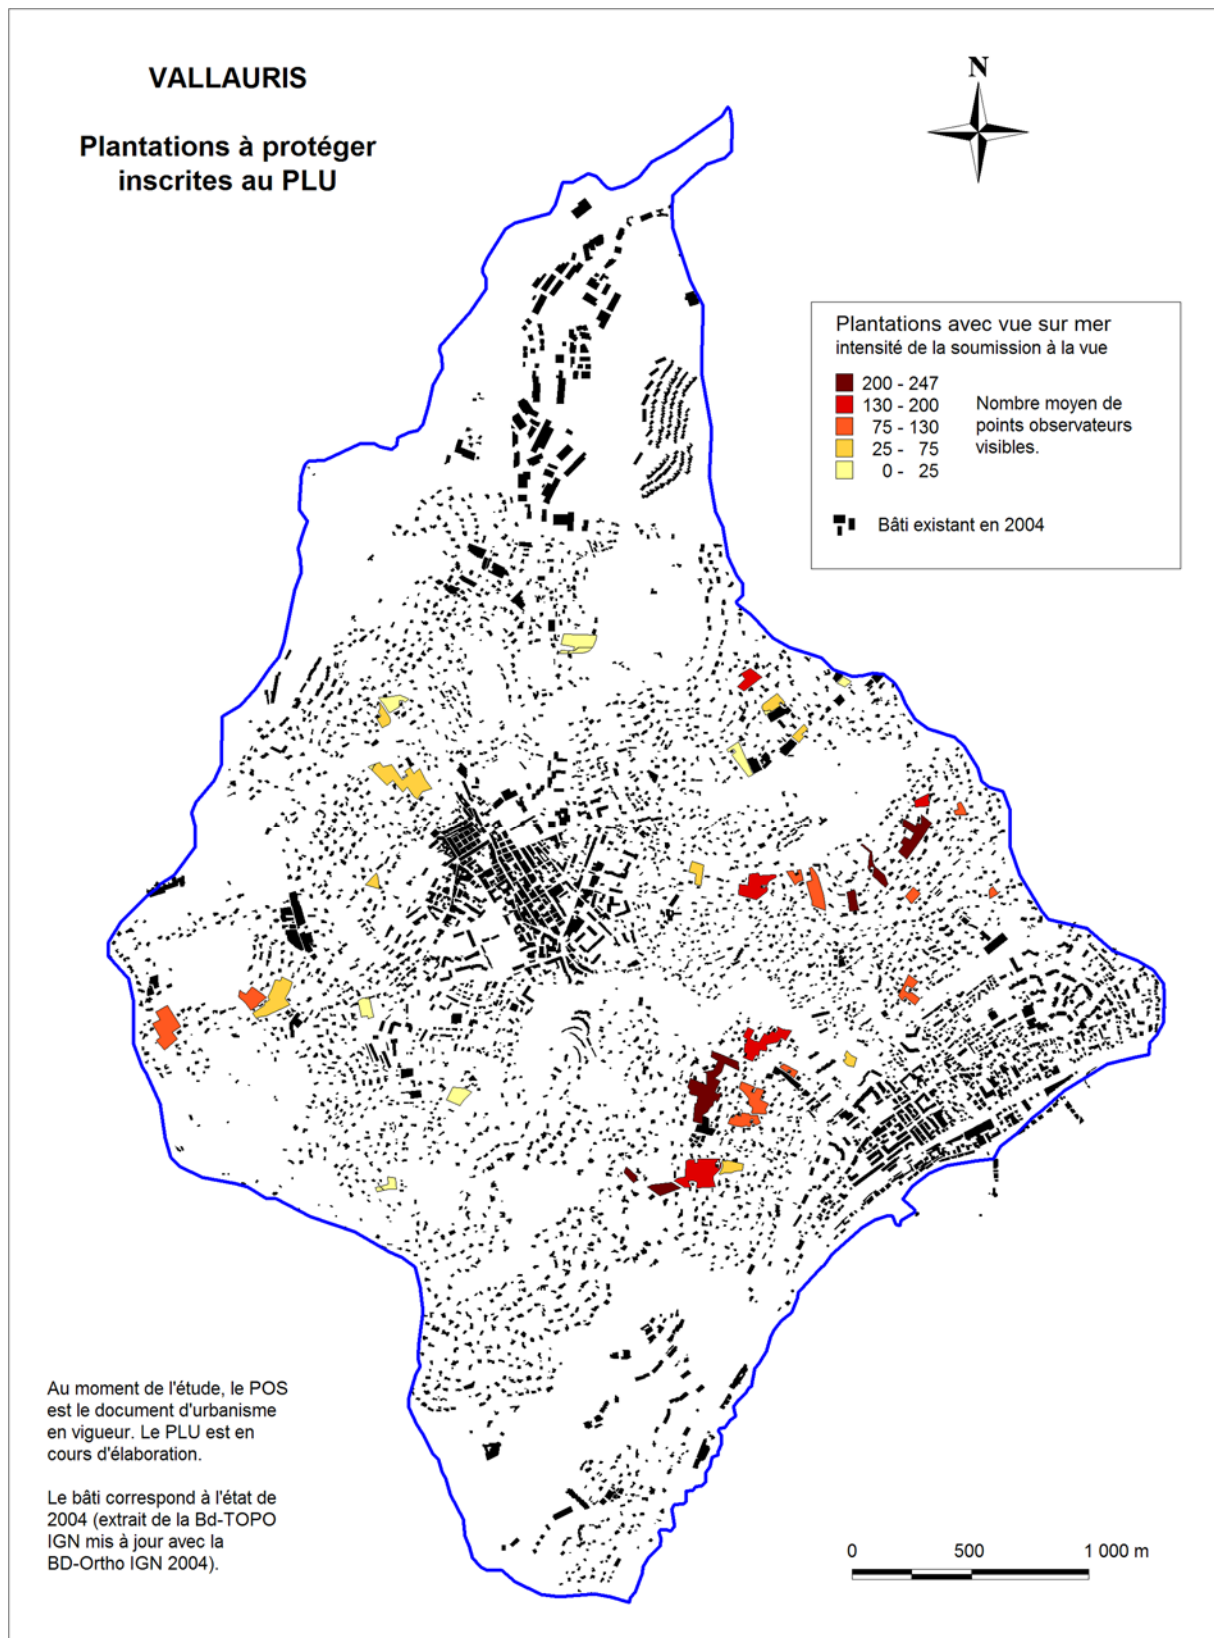 VALLAURIS
Plantations à protéger
inscrites au PLU
N
Plantations avec vue sur mer
intensité de la soumission à la vue
200 - 247
130 - 200
75 - 130
25 - 75
0 - 25
Nombre moyen de
points observateurs
visibles.
Bâti existant en 2004
Au moment de l'étude, le POS
est le document d'urbanisme
en vigueur. Le PLU est en
cours d'élaboration.
Le bâti correspond à l'état de
2004 (extrait de la Bd-TOPO
IGN mis à jour avec la
BD-Ortho IGN 2004).
0 500 1 000 m